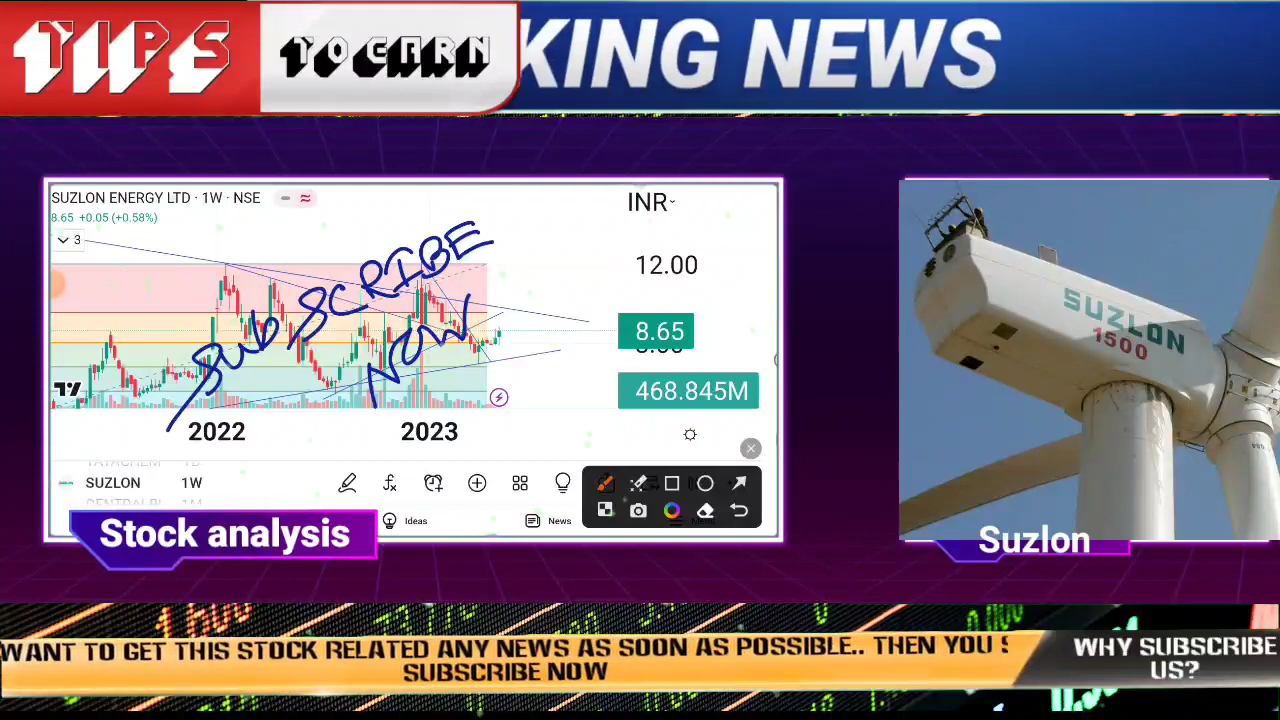 TIPS
TO EARN
KING NEWS
SUZLON ENERGY LTD · 1W · NSE
8.65 +0.05 (+0.58%)
3
INR
12.00
8.65
468.845M
SUBSCRIBE
NOW
2022
2023
SUZLON 1W
Ideas
News
Stock analysis
SUZLON
1500
Suzlon
WANT TO GET THIS STOCK RELATED ANY NEWS AS SOON AS POSSIBLE.. THEN YOU
SUBSCRIBE NOW
WHY SUBSCRIBE
US?